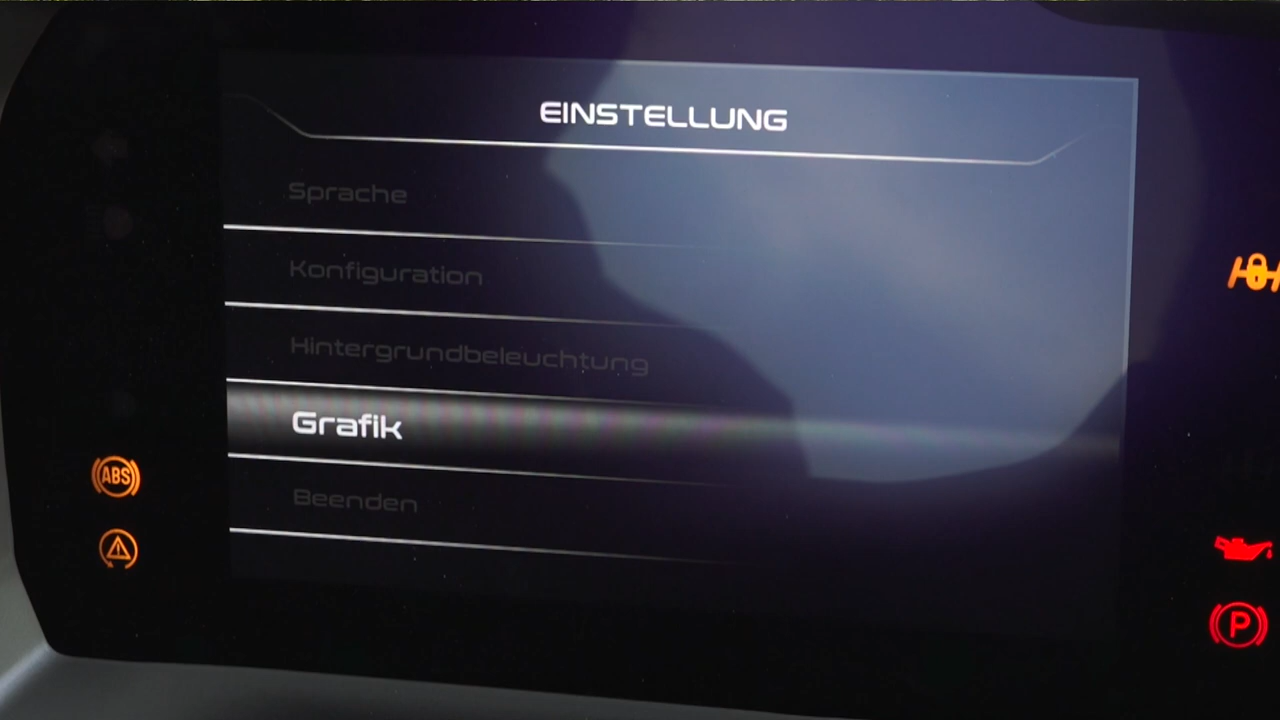 EINSTELLUNG
Sprache
Konfiguration
Hintergrundbeleuchtung
Grafik
Beenden
ABS
P